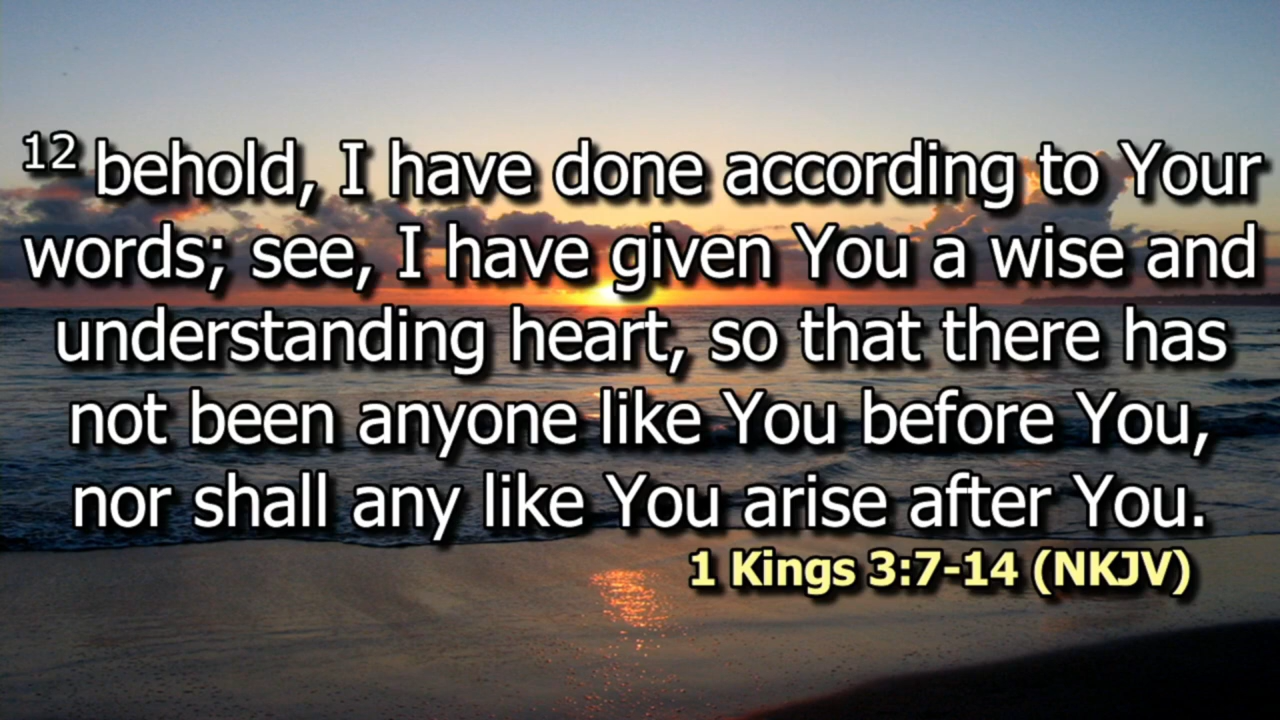 12 behold, I have done according to Your
words; see, I have given You a wise and
understanding heart, so that there has
not been anyone like You before You,
nor shall any like You arise after You.
1 Kings 3:7-14 (NKJV)